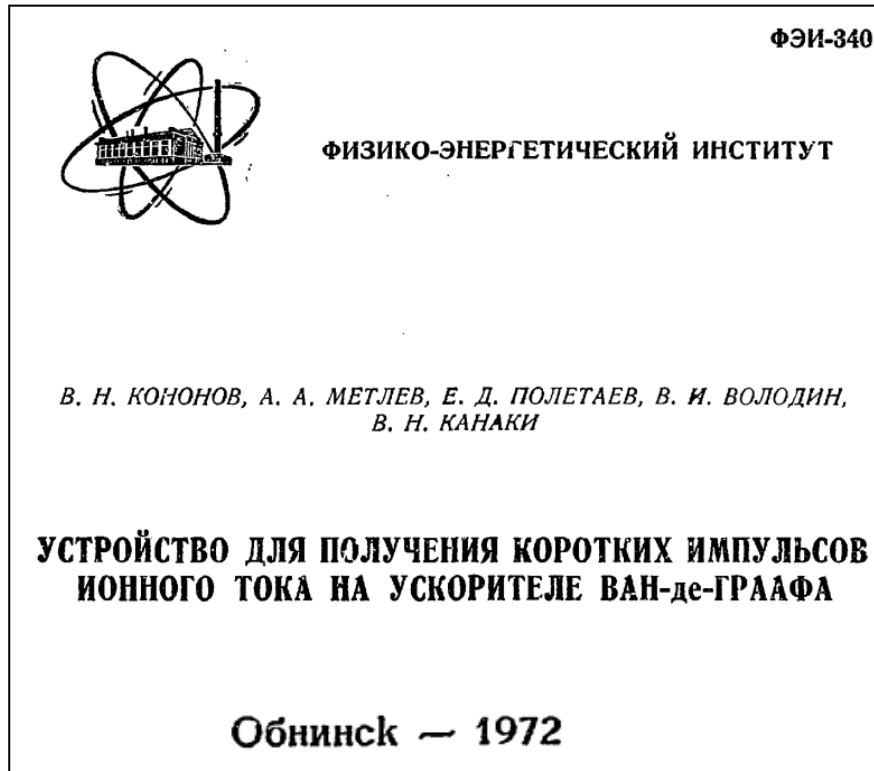 ФЭИ-340
ФИЗИКО-ЭНЕРГЕТИЧЕСКИЙ ИНСТИТУТ
В. Н. КОНОНОВ, А. А. МЕТЛЕВ, Е. Д. ПОЛЕТАЕВ, В. И. ВОЛОДИН,
В. Н. КАНАКИ
УСТРОЙСТВО ДЛЯ ПОЛУЧЕНИЯ КОРОТКИХ ИМПУЛЬСОВ
ИОННОГО ТОКА НА УСКОРИТЕЛЕ ВАН-де-ГРААФА
Обнинск — 1972